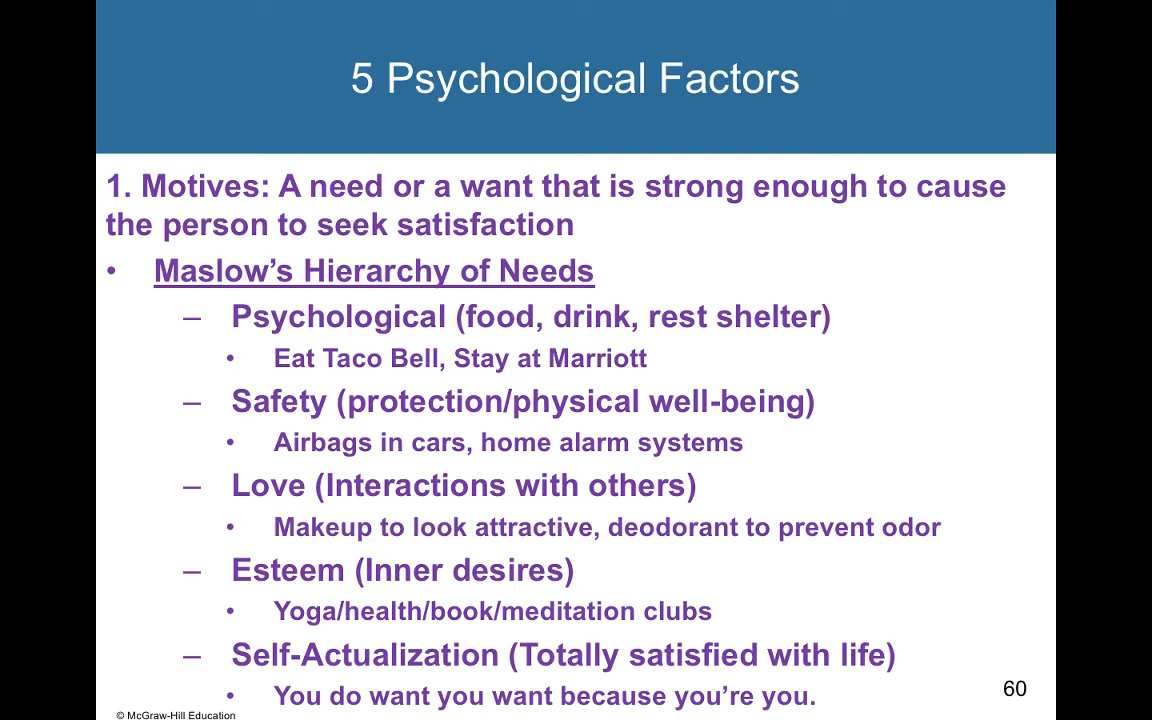 5 Psychological Factors
1. Motives: A need or a want that is strong enough to cause
the person to seek satisfaction
• Maslow’s Hierarchy of Needs
– Psychological (food, drink, rest shelter)
• Eat Taco Bell, Stay at Marriott
– Safety (protection/physical well-being)
• Airbags in cars, home alarm systems
– Love (Interactions with others)
• Makeup to look attractive, deodorant to prevent odor
– Esteem (Inner desires)
• Yoga/health/book/meditation clubs
– Self-Actualization (Totally satisfied with life)
• You do want you want because you’re you.
60
© McGraw-Hill Education